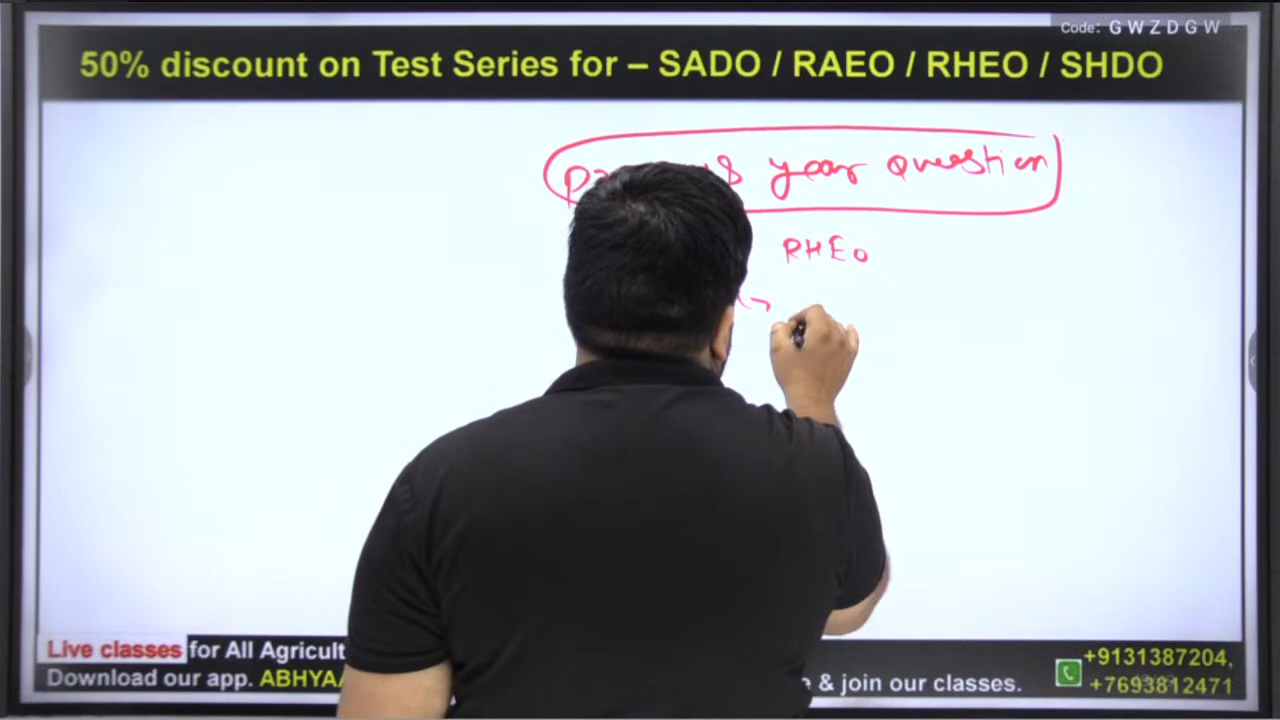 Code: G W Z D G W
50% discount on Test Series for – SADO / RAEO / RHEO / SHDO
year question
RHEO
Live classes for All Agricult
Download our app. ABHYA & join our classes.
+9131387204,
+7693812471